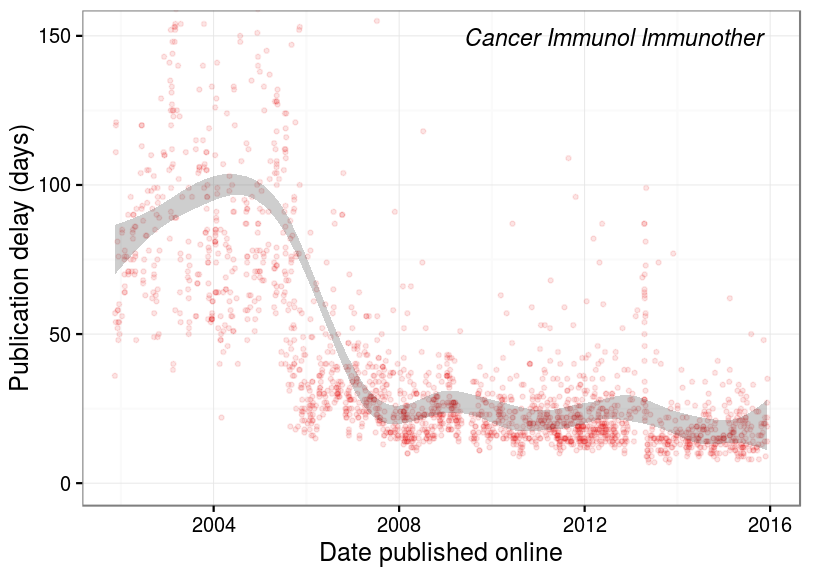 Cancer Immunol Immunother
Publication delay (days)
150
100
50
0
2004
2008
2012
2016
Date published online